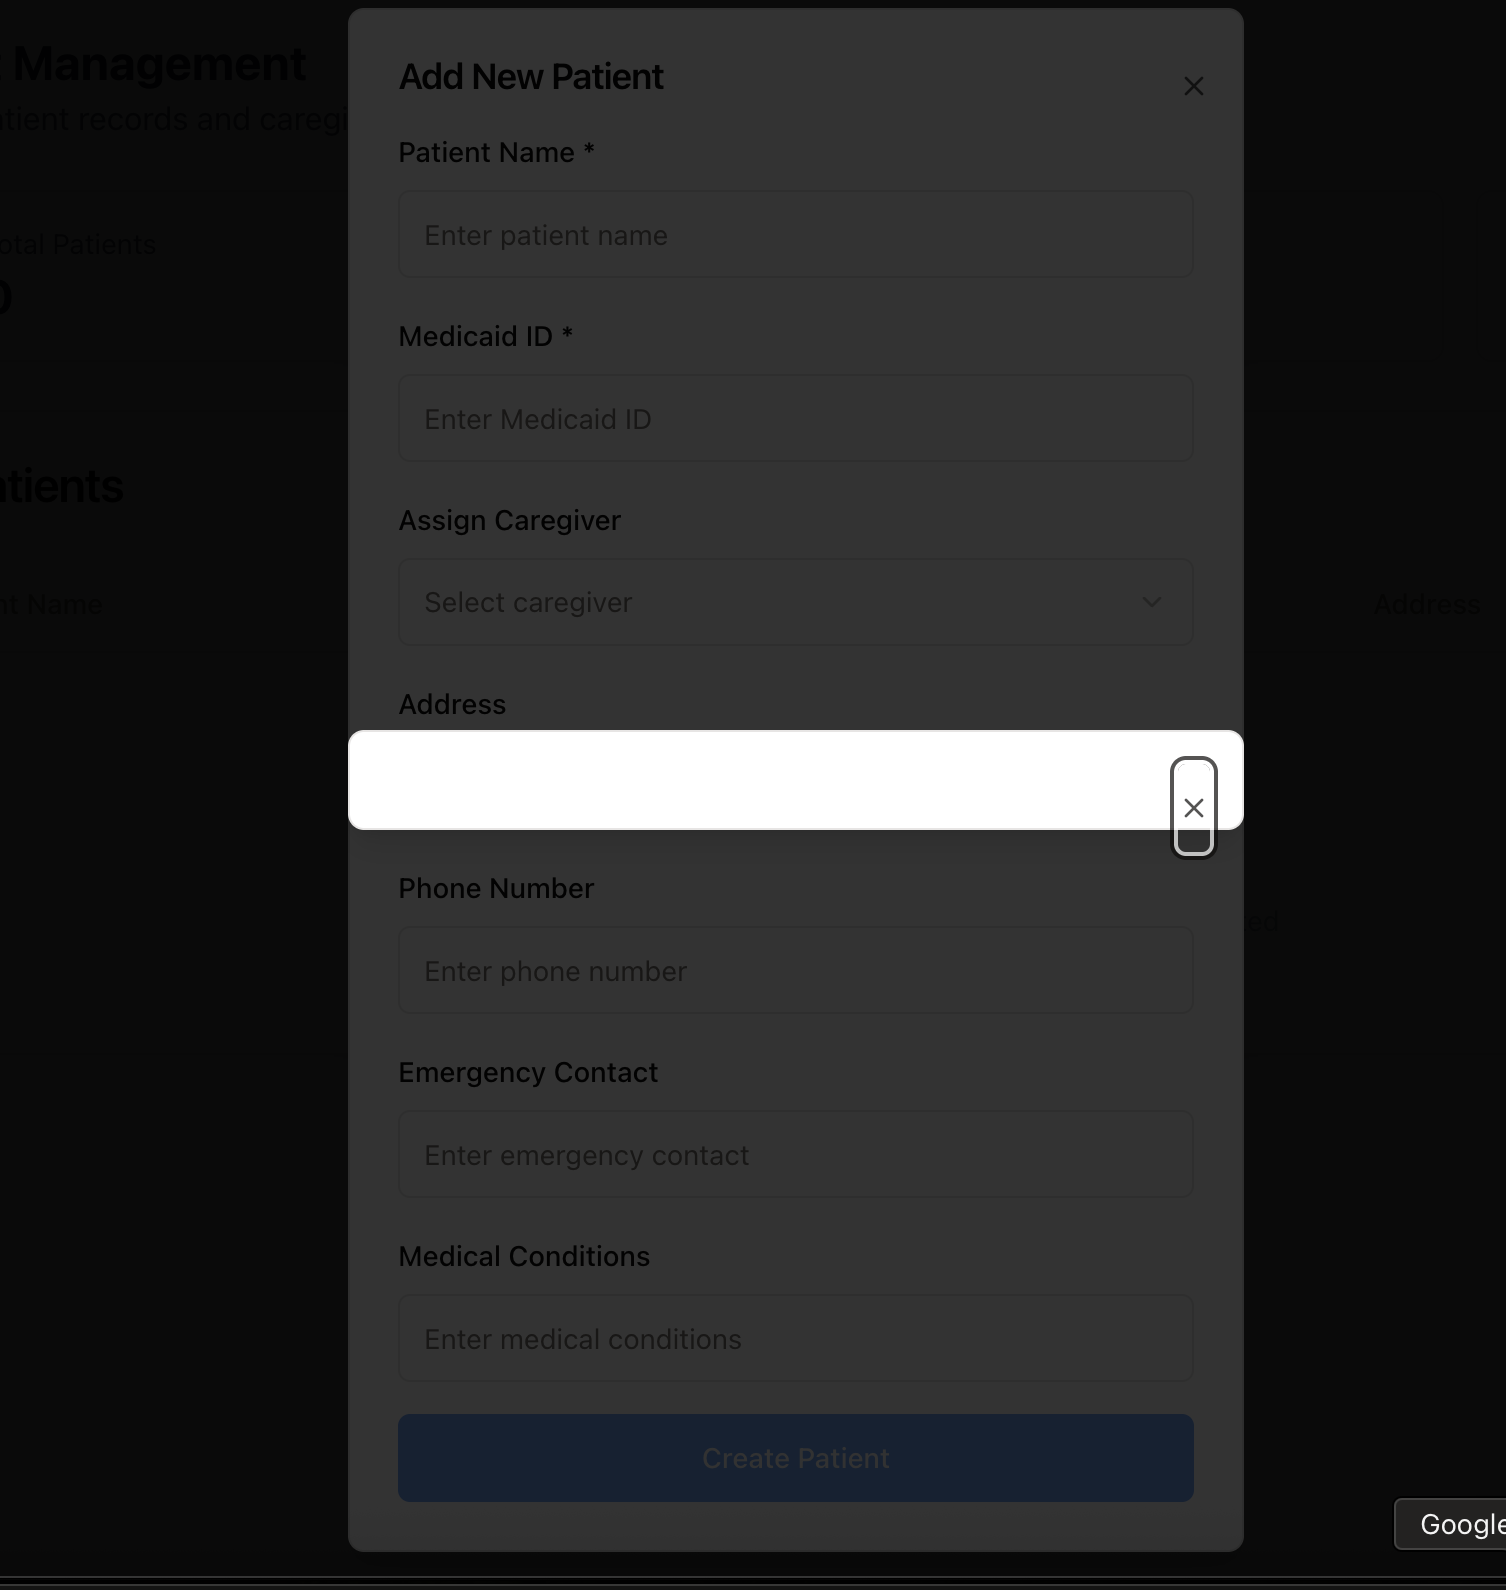 Management
Add New Patient
tient records and caregi
Patient Name *
otal Patients
Enter patient name
0
Medicaid ID *
Enter Medicaid ID
tients
Assign Caregiver
nt Name
Select caregiver
Address
Address
Phone Number
ed
Enter phone number
Emergency Contact
Enter emergency contact
Medical Conditions
Enter medical conditions
Create Patient
Google